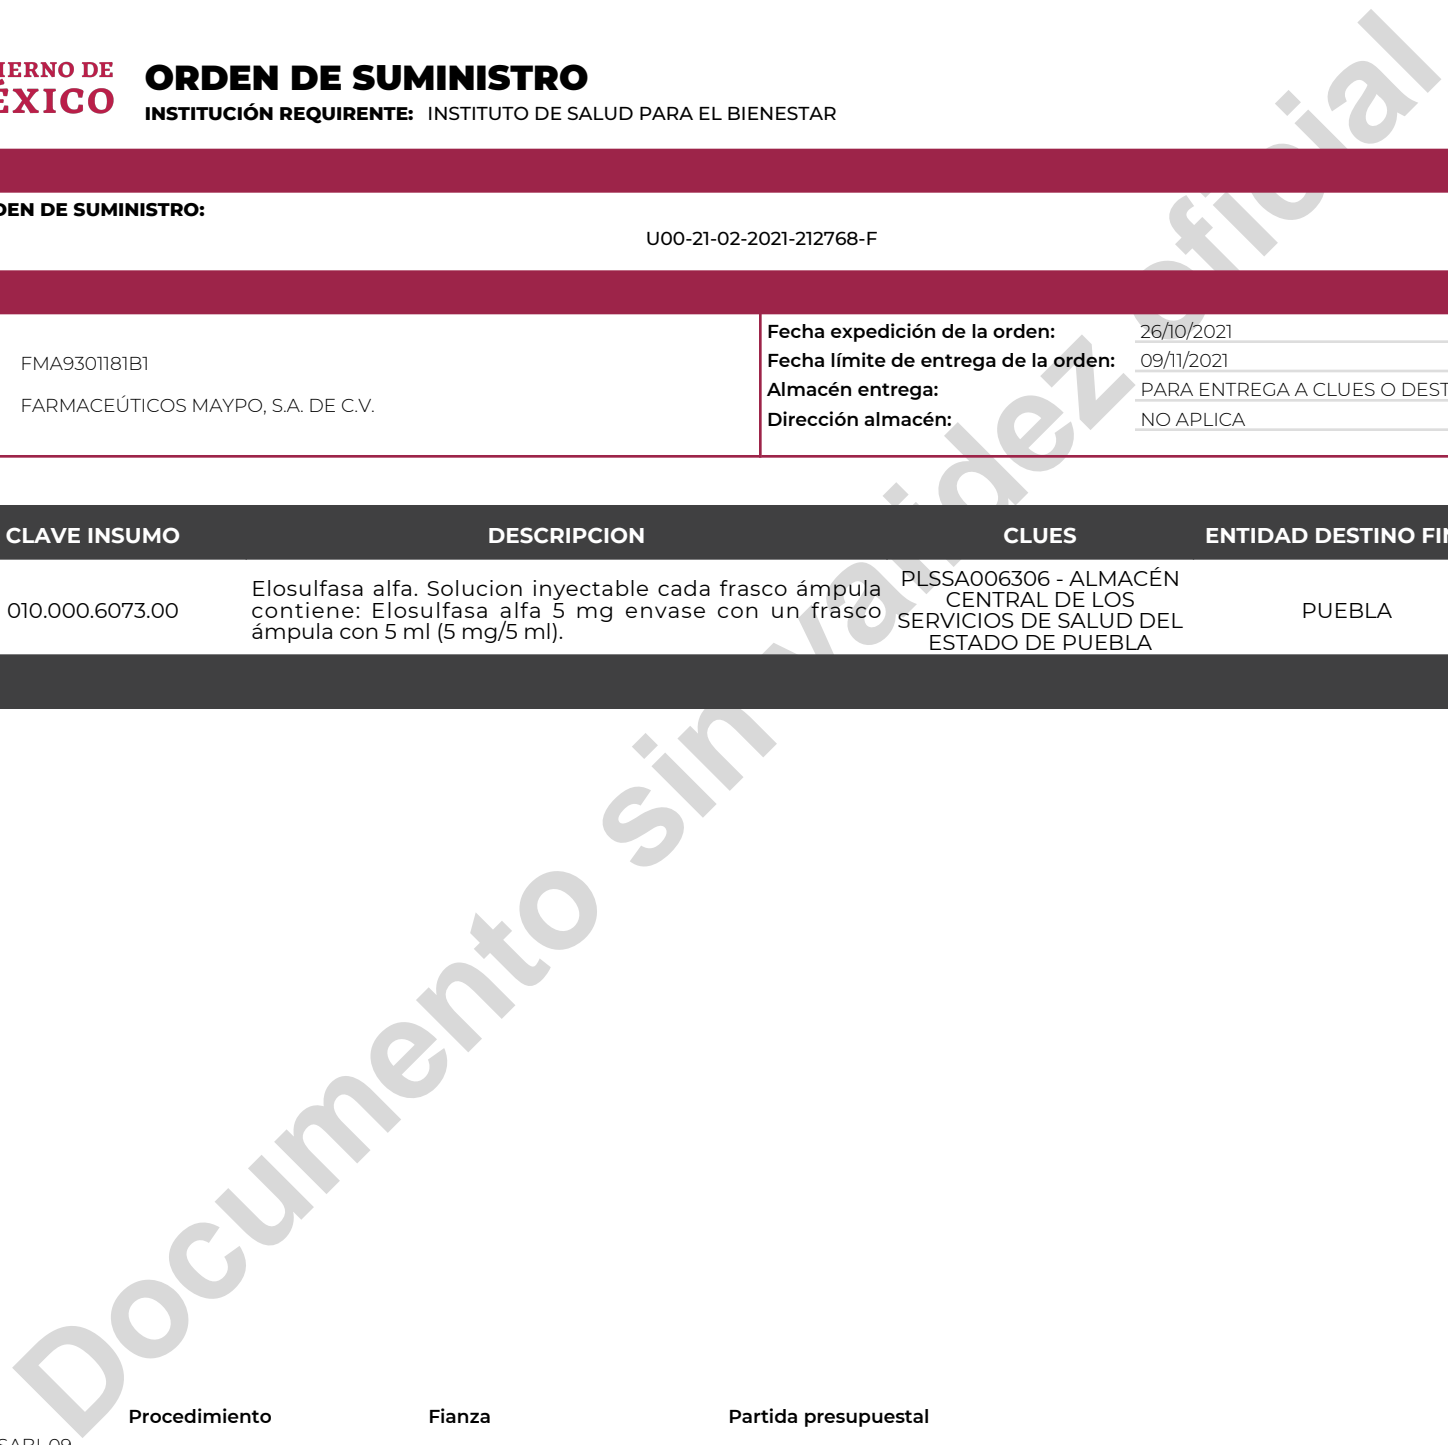 IERNO DE
ÉXICO
ORDEN DE SUMINISTRO
INSTITUCIÓN REQUIRENTE: INSTITUTO DE SALUD PARA EL BIENESTAR
DEN DE SUMINISTRO:
U00-21-02-2021-212768-F
FMA9301181B1
FARMACEÚTICOS MAYPO, S.A. DE C.V.
Fecha expedición de la orden: 26/10/2021
Fecha límite de entrega de la orden: 09/11/2021
Almacén entrega: PARA ENTREGA A CLUES O DEST
Dirección almacén: NO APLICA
CLAVE INSUMO DESCRIPCION CLUES ENTIDAD DESTINO FIN
010.000.6073.00
Elosulfasa alfa. Solucion inyectable cada frasco ámpula
contiene: Elosulfasa alfa 5 mg envase con un frasco
ámpula con 5 ml (5 mg/5 ml).
PLSSA006306 - ALMACÉN
CENTRAL DE LOS
SERVICIOS DE SALUD DEL
ESTADO DE PUEBLA
PUEBLA
Documento sin validez oficial
Procedimiento Fianza Partida presupuestal
SABI-09